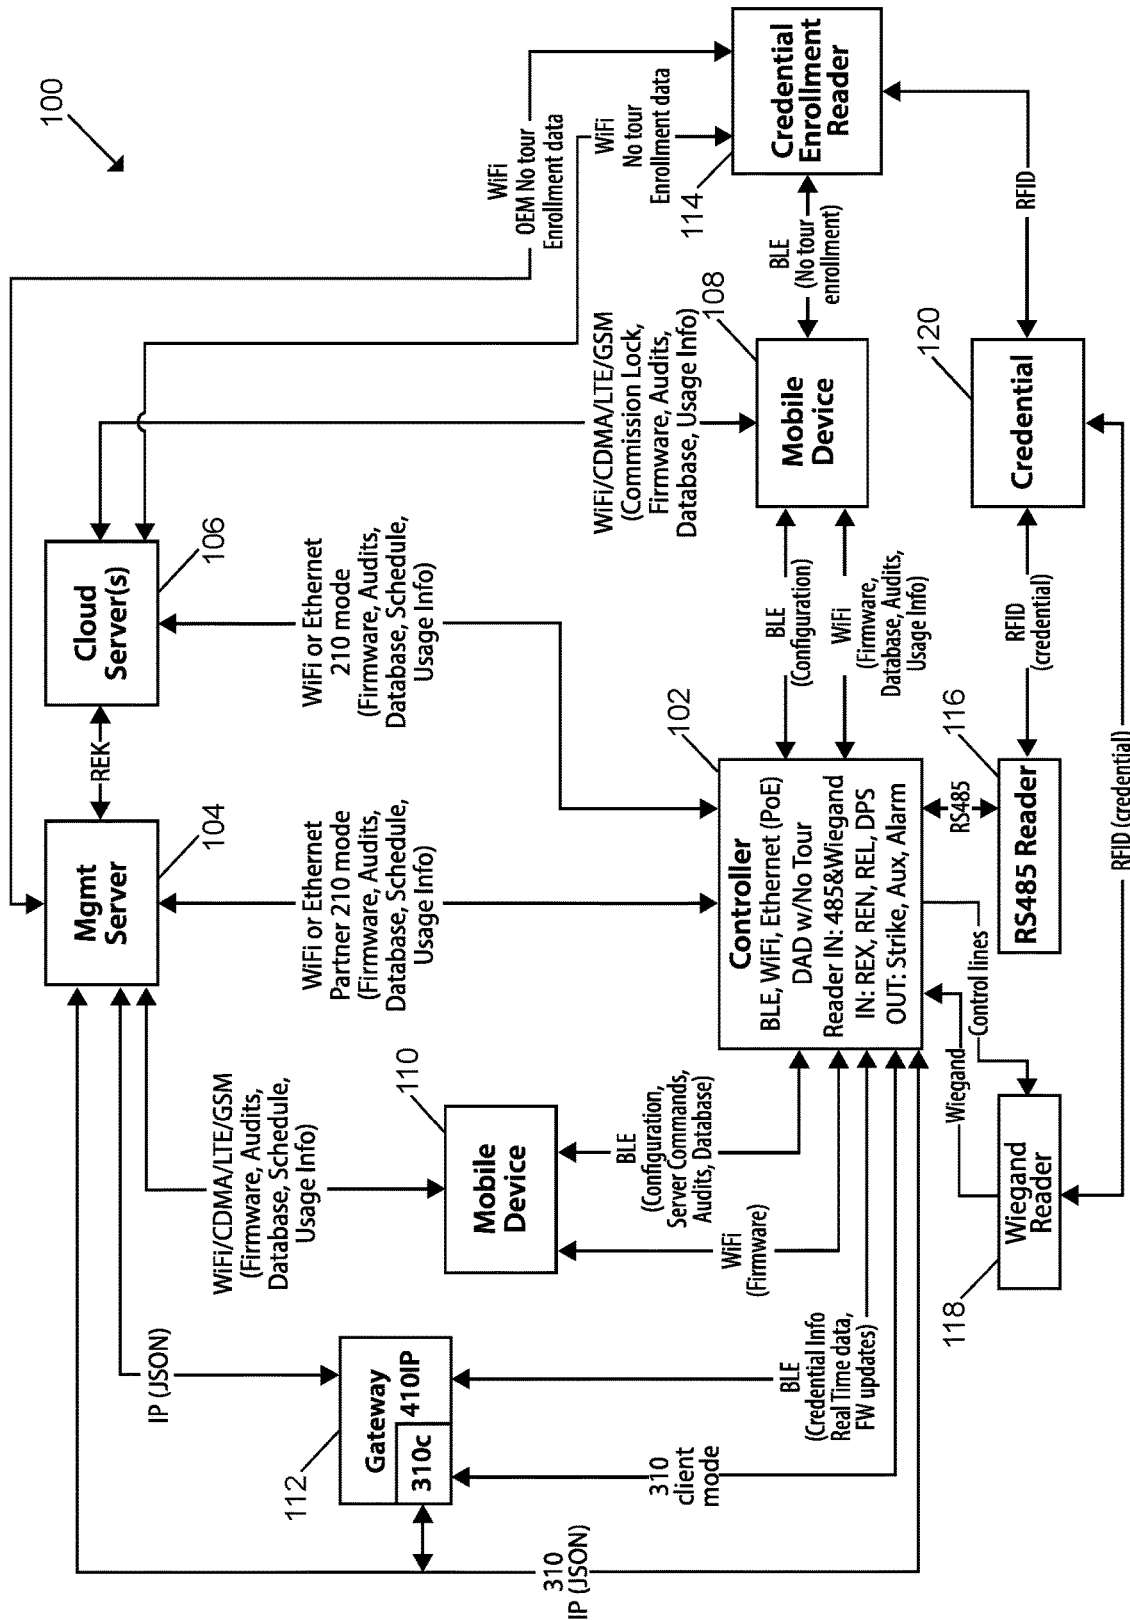 100
Mgmt
Server
104
REK
Cloud
Server(s)
106
WiFi
OEM No tour
Enrollment data
WiFi
No tour
Enrollment data
Credential
Enrollment
Reader
114
IP (JSON)
WiFi/CDMA/LTE/GSM
(Firmware, Audits,
Database, Schedule,
Usage Info)
WiFi or Ethernet
Partner 210 mode
(Firmware, Audits,
Database, Schedule,
Usage Info)
WiFi or Ethernet
210 mode
(Firmware, Audits,
Database, Schedule,
Usage Info)
WiFi/CDMA/LTE/GSM
(Commission Lock,
Firmware, Audits,
Database, Usage Info)
BLE
(No tour
enrollment)
RFID
310
IP (JSON)
Gateway
410IP
310c
112
Mobile
Device
110
Mobile
Device
108
310
client
mode
BLE
(Credential Info
Real Time data,
FW updates)
WiFi
(Firmware)
BLE
(Configuration,
Server Commands,
Audits, Database)
Controller
BLE, WiFi, Ethernet (PoE)
DAD w/No Tour
Reader IN: 485&Wiegand
IN: REX, REN, REL, DPS
OUT: Strike, Aux, Alarm
102
BLE
(Configuration)
WiFi
(Firmware,
Database, Audits,
Usage Info)
Wiegand
Control lines
RS485
Wiegand
Reader
118
RS485 Reader
116
RFID
(credential)
Credential
120
RFID (credential)